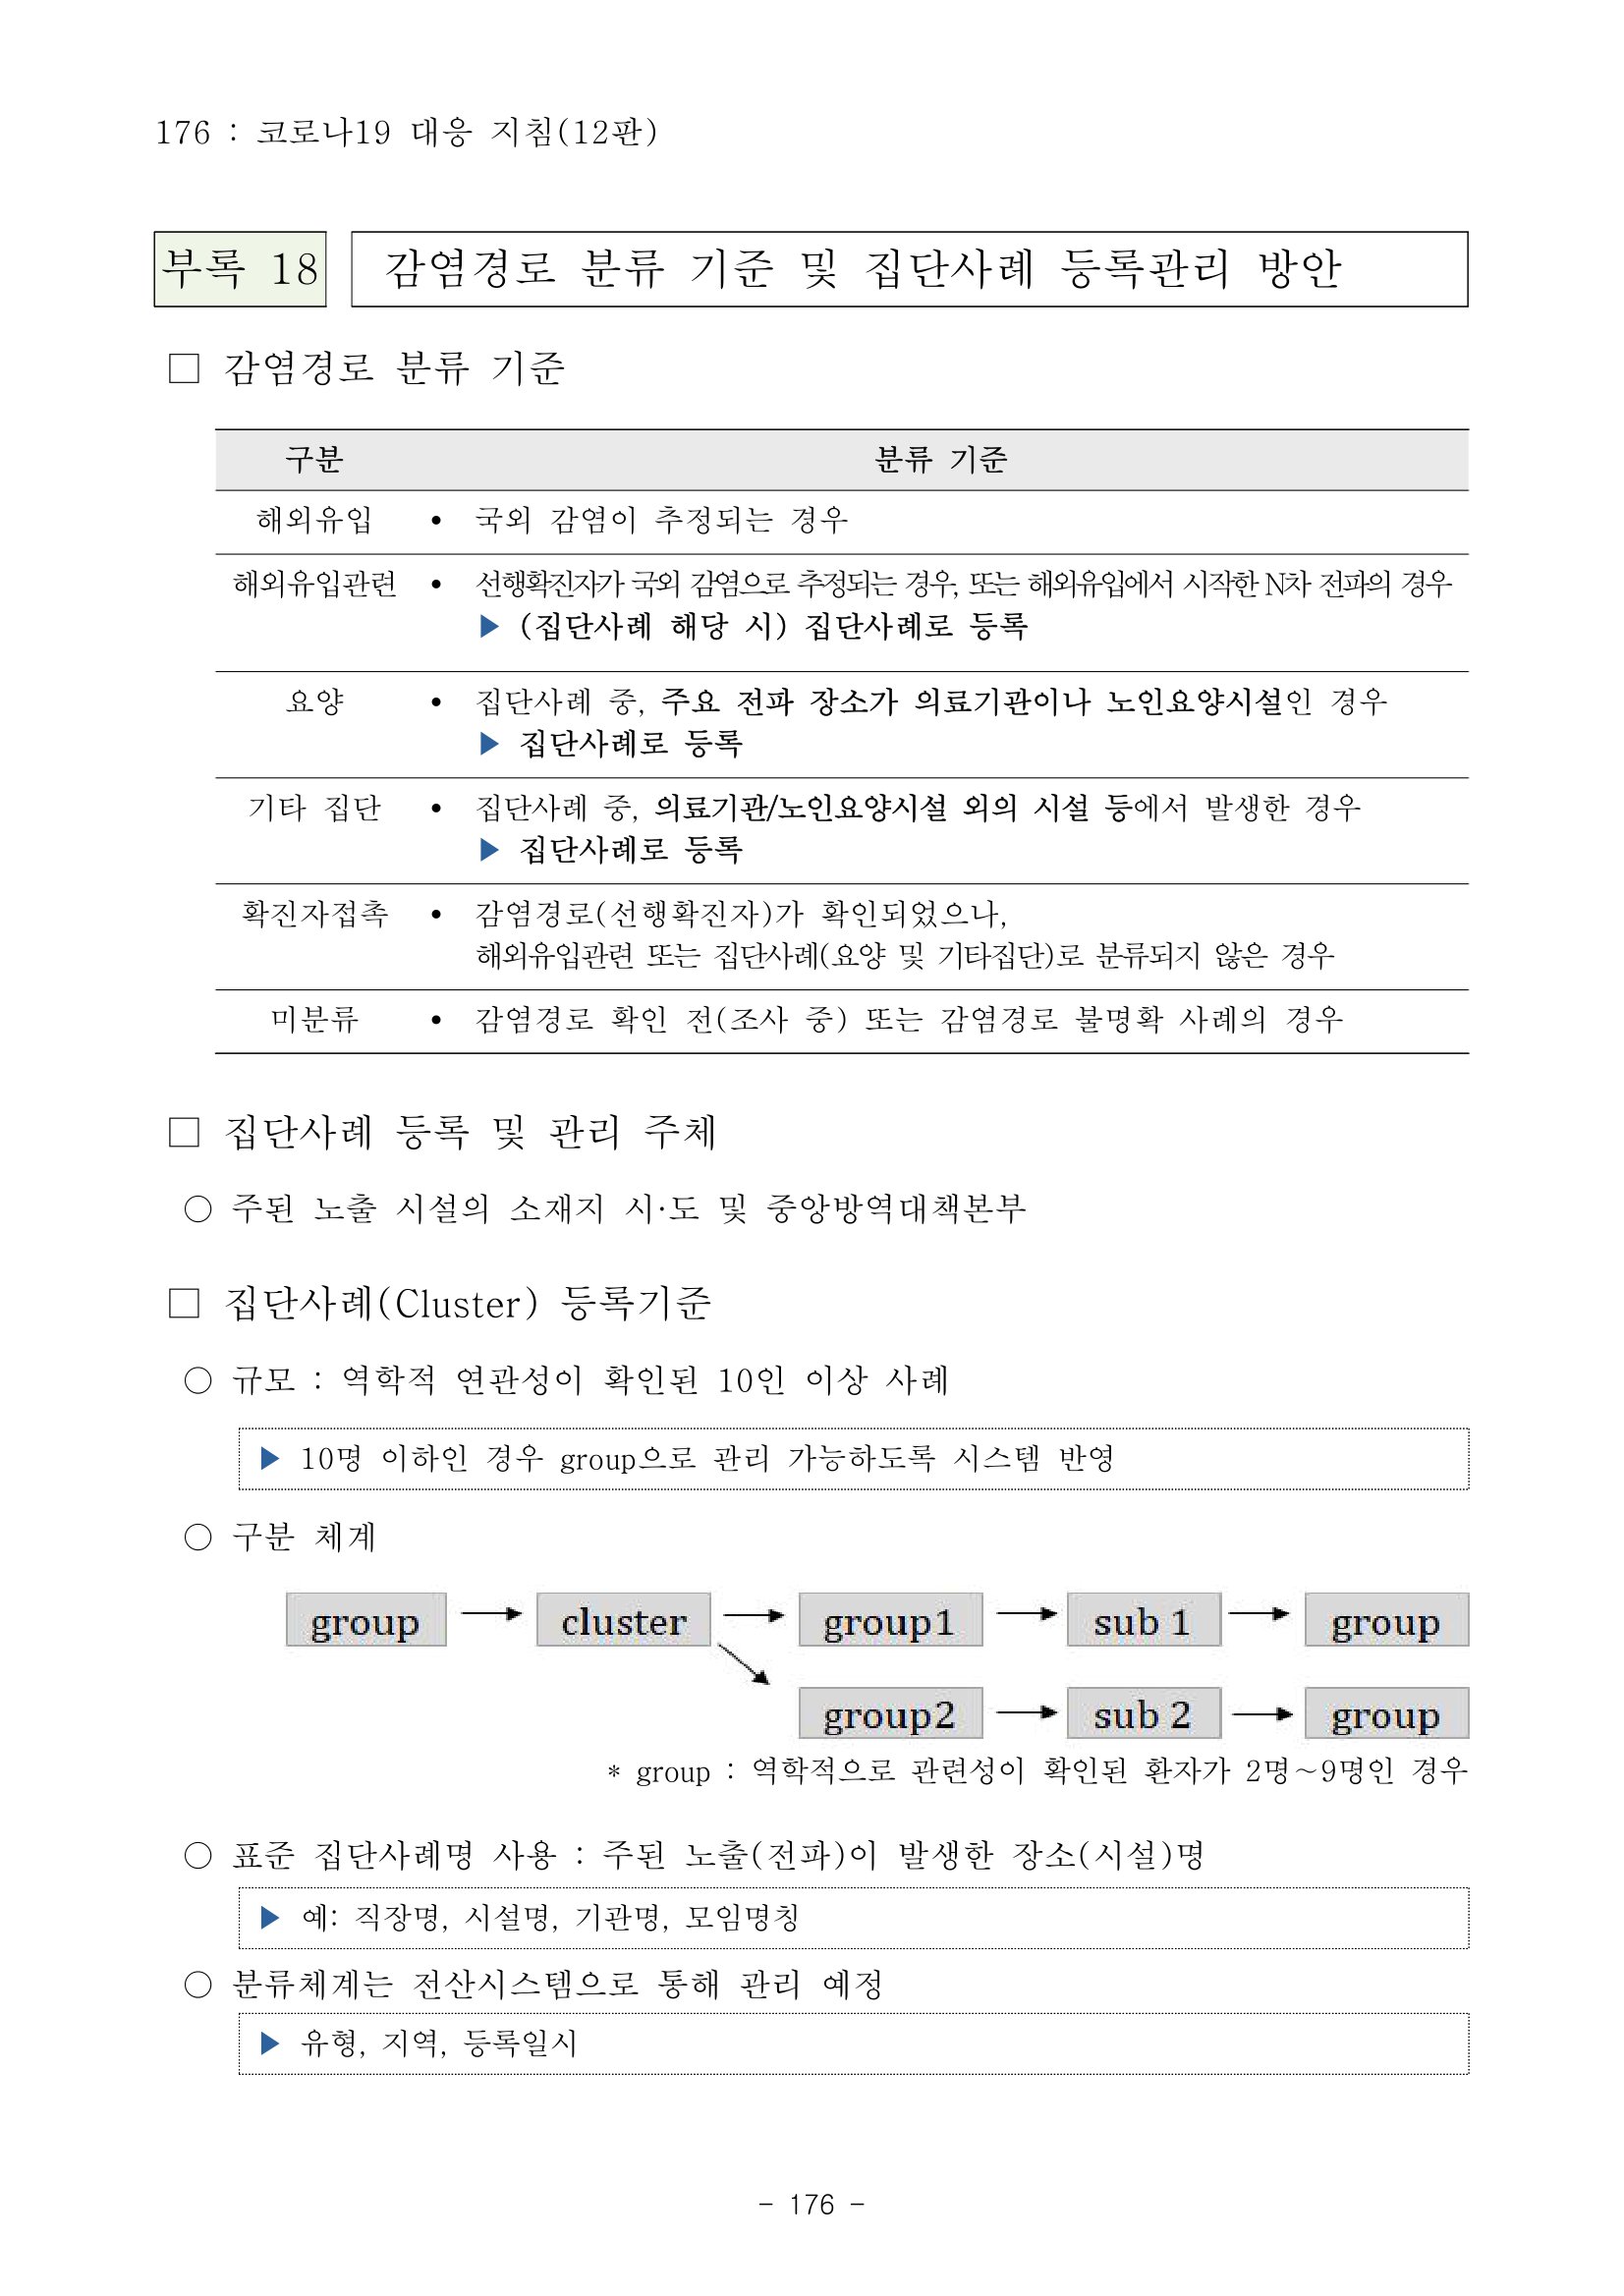 176 : 코로나19 대응 지침(12판)
부록 18 감염경로 분류 기준 및 집단사례 등록관리 방안
□ 감염경로 분류 기준
구분 분류 기준
해외유입 • 국외 감염이 추정되는 경우
해외유입관련 • 선행확진자가 국외 감염으로 추정되는 경우, 또는 해외유입에서 시작한 N차 전파의 경우
▶ (집단사례 해당 시) 집단사례로 등록
요양 • 집단사례 중, 주요 전파 장소가 의료기관이나 노인요양시설인 경우
▶ 집단사례로 등록
기타 집단 • 집단사례 중, 의료기관/노인요양시설 외의 시설 등에서 발생한 경우
▶ 집단사례로 등록
확진자접촉 • 감염경로(선행확진자)가 확인되었으나,
해외유입관련 또는 집단사례(요양 및 기타집단)로 분류되지 않은 경우
미분류 • 감염경로 확인 전(조사 중) 또는 감염경로 불명확 사례의 경우
□ 집단사례 등록 및 관리 주체
○ 주된 노출 시설의 소재지 시·도 및 중앙방역대책본부
□ 집단사례(Cluster) 등록기준
○ 규모 : 역학적 연관성이 확인된 10인 이상 사례
▶ 10명 이하인 경우 group으로 관리 가능하도록 시스템 반영
○ 구분 체계
group → cluster → group1 → sub 1 → group
group2 → sub 2 → group
* group : 역학적으로 관련성이 확인된 환자가 2명~9명인 경우
○ 표준 집단사례명 사용 : 주된 노출(전파)이 발생한 장소(시설)명
▶ 예: 직장명, 시설명, 기관명, 모임명칭
○ 분류체계는 전산시스템으로 통해 관리 예정
▶ 유형, 지역, 등록일시
- 176 -